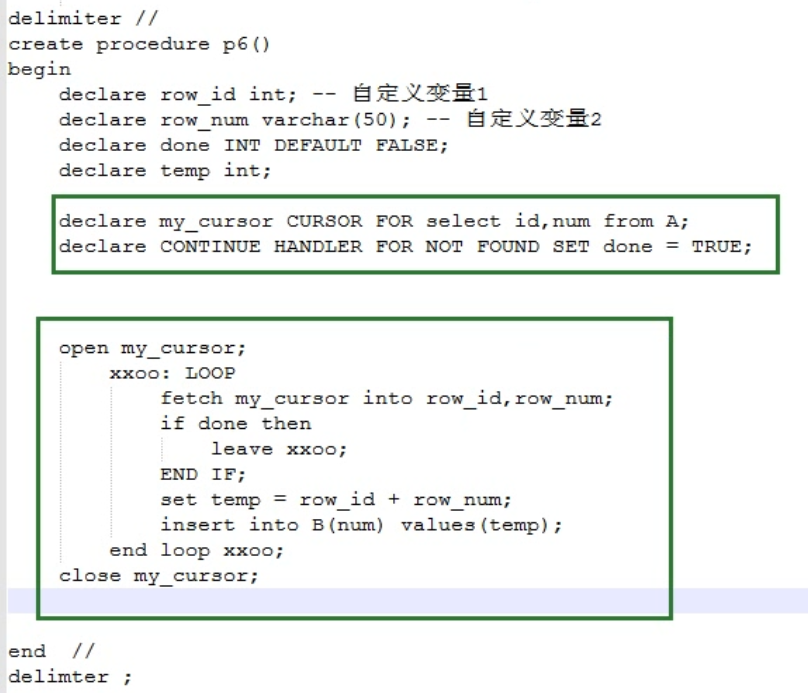 delimiter //
create procedure p6()
begin
declare row_id int; -- 自定义变量1
declare row_num varchar(50); -- 自定义变量2
declare done INT DEFAULT FALSE;
declare temp int;
declare my_cursor CURSOR FOR select id,num from A;
declare CONTINUE HANDLER FOR NOT FOUND SET done = TRUE;
open my_cursor;
xxoo: LOOP
fetch my_cursor into row_id,row_num;
if done then
leave xxoo;
END IF;
set temp = row_id + row_num;
insert into B(num) values(temp);
end loop xxoo;
close my_cursor;
end  //
delimter ;